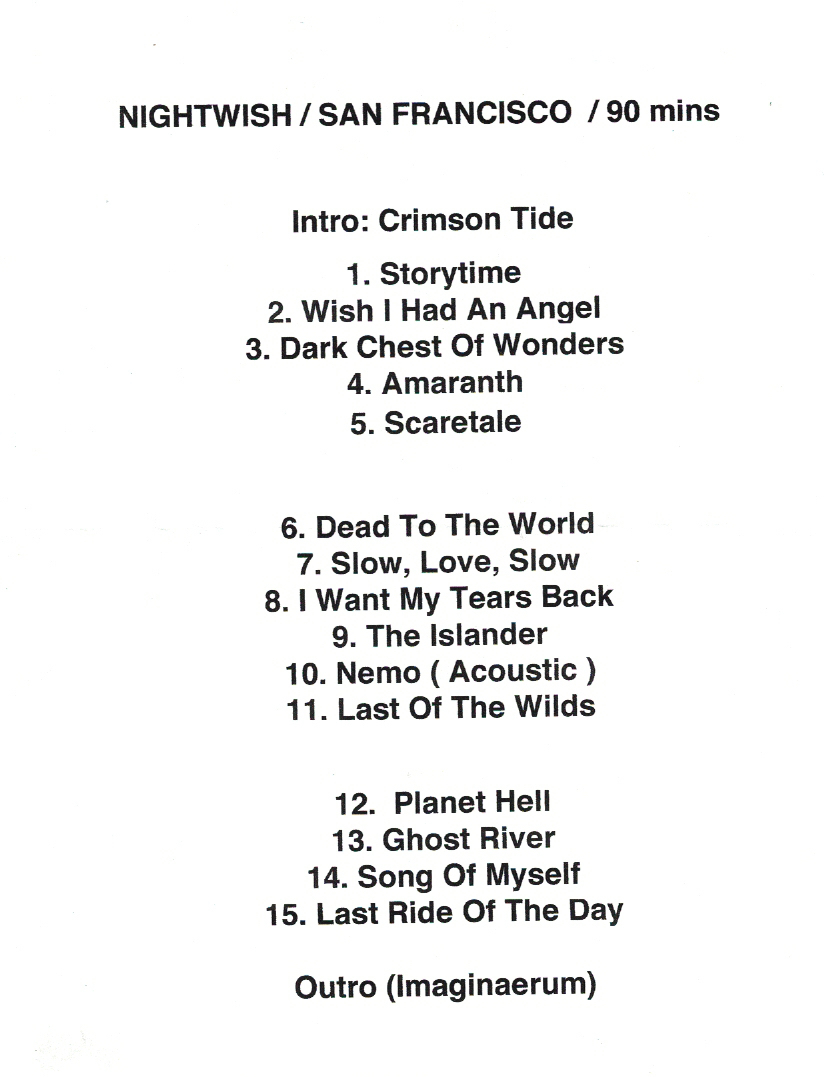 NIGHTWISH / SAN FRANCISCO / 90 mins
Intro: Crimson Tide
1. Storytime
2. Wish I Had An Angel
3. Dark Chest Of Wonders
4. Amaranth
5. Scaretale
6. Dead To The World
7. Slow, Love, Slow
8. I Want My Tears Back
9. The Islander
10. Nemo ( Acoustic )
11. Last Of The Wilds
12. Planet Hell
13. Ghost River
14. Song Of Myself
15. Last Ride Of The Day
Outro (Imaginaerum)